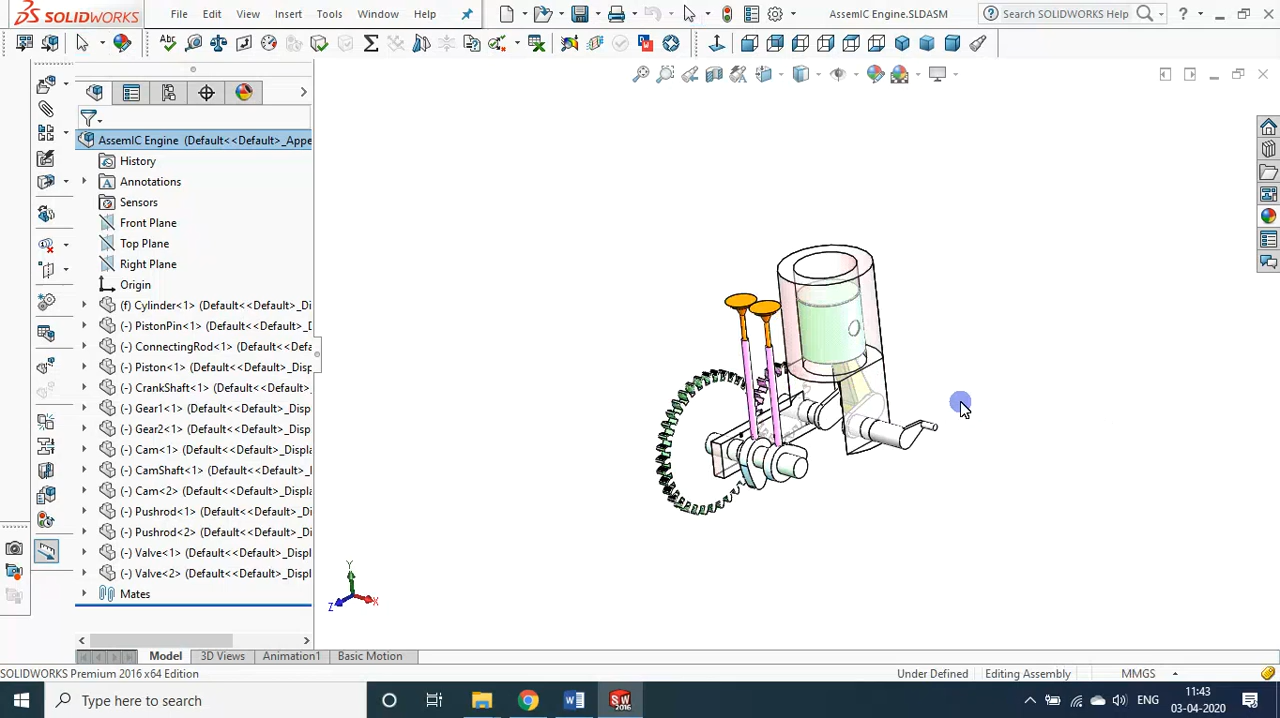 SOLIDWORKS File Edit View Insert Tools Window Help AssemIC Engine.SLDASM Search SOLIDWORKS Help ?
AssemIC Engine (Default<<Default>_Appe
History
Annotations
Sensors
Front Plane
Top Plane
Right Plane
Origin
(f) Cylinder<1> (Default<<Default>_Di
(-) PistonPin<1> (Default<<Default>_D
(-) ConnectingRod<1> (Default<<Defa
(-) Piston<1> (Default<<Default>_Disp
(-) CrankShaft<1> (Default<<Default>
(-) Gear1<1> (Default<<Default>_Disp
(-) Gear2<1> (Default<<Default>_Disp
(-) Cam<1> (Default<<Default>_Displa
(-) CamShaft<1> (Default<<Default>_D
(-) Cam<2> (Default<<Default>_Displa
(-) Pushrod<1> (Default<<Default>_Di
(-) Pushrod<2> (Default<<Default>_Di
(-) Valve<1> (Default<<Default>_Displ
(-) Valve<2> (Default<<Default>_Displ
Mates
Y
Z X
Model 3D Views Animation1 Basic Motion
SOLIDWORKS Premium 2016 x64 Edition Under Defined Editing Assembly MMGS
Type here to search ENG 11:43
03-04-2020